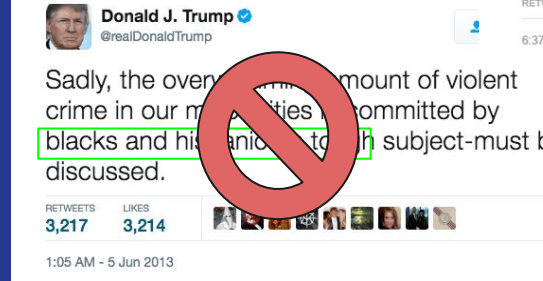 Donald J. Trump
@realDonaldTrump
Sadly, the amount of violent
crime in our committed by
blacks and subject-must
discussed.
RETWEETS LIKES
3,217 3,214
1:05 AM - 5 Jun 2013
6:37